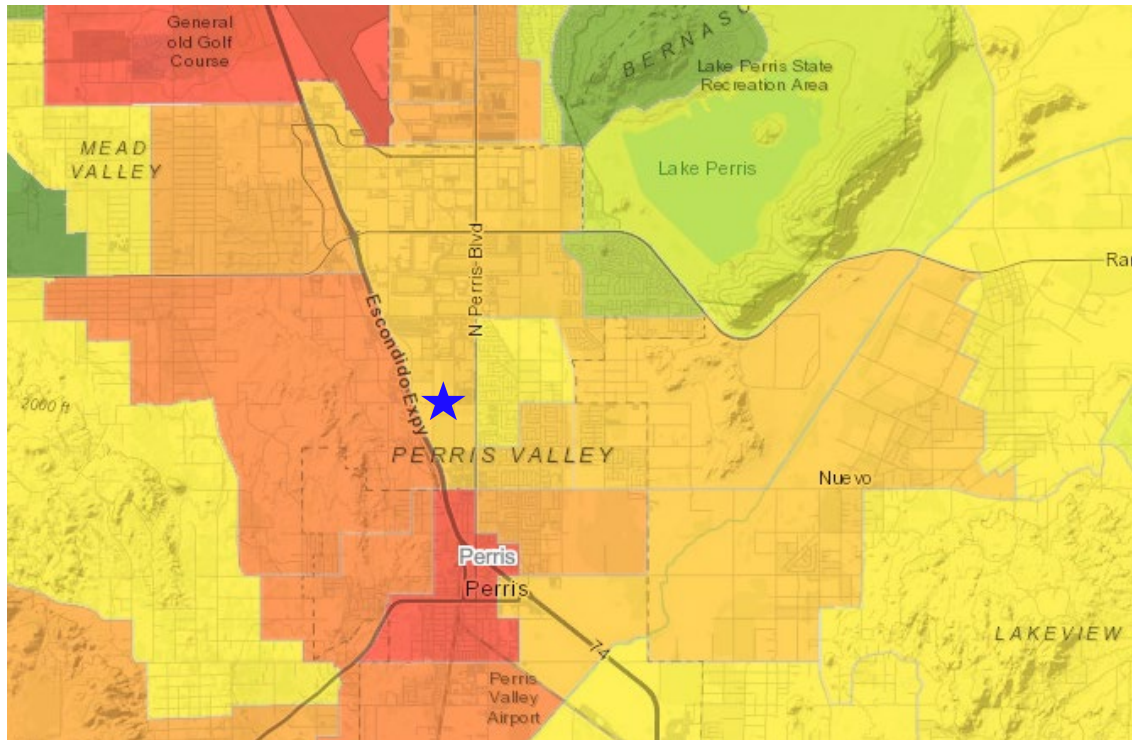 General
old Golf
Course
BERNASC
Lake Perris State
Recreation Area
MEAD
VALLEY
Lake Perris
N Perris Blvd
Ra
Escondido Expy
2000 ft
PERRIS VALLEY
Nuevo
Perris
Perris
LAKEVIEW
74
Perris
Valley
Airport